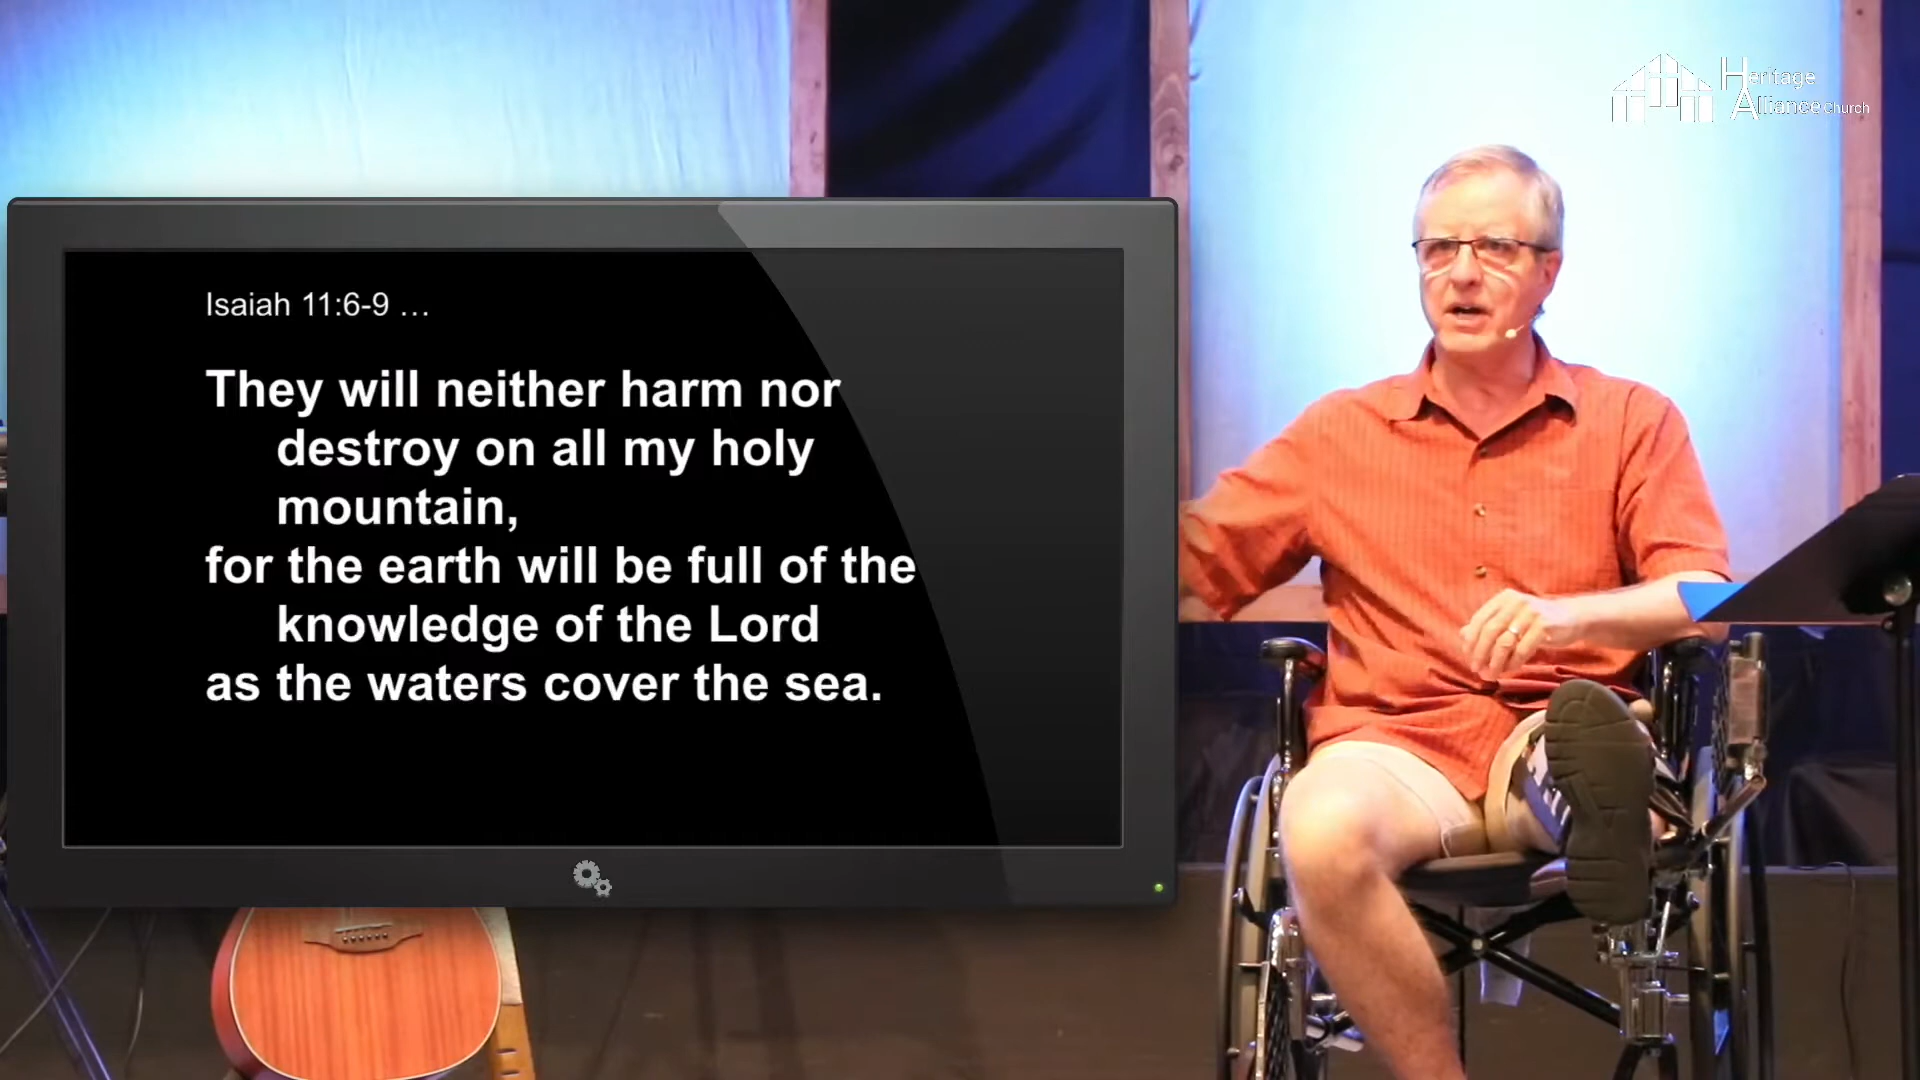 Heritage
Alliance Church
Isaiah 11:6-9 …
They will neither harm nor
destroy on all my holy
mountain,
for the earth will be full of the
knowledge of the Lord
as the waters cover the sea.